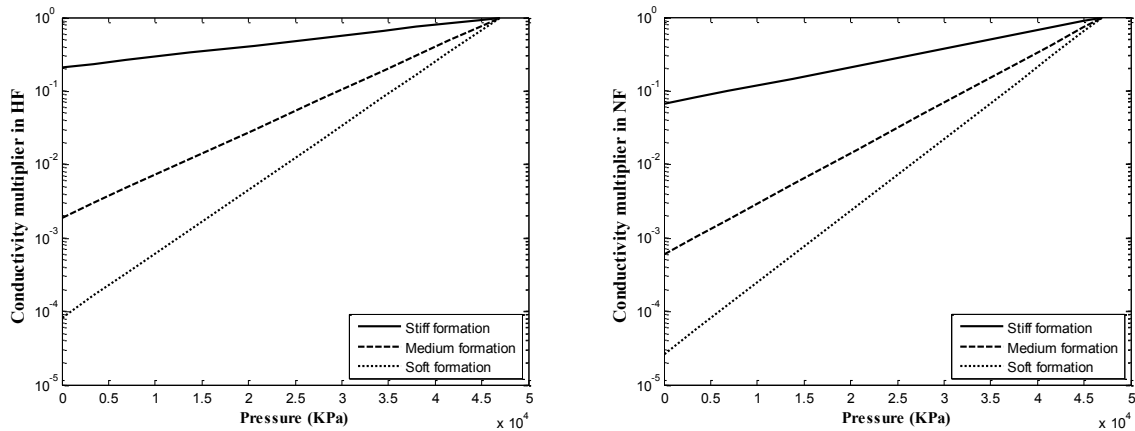 Conductivity multiplier in HF
10^0
10^-1
10^-2
10^-3
10^-4
10^-5
0 0.5 1 1.5 2 2.5 3 3.5 4 4.5 5
Pressure (KPa)
x 10^4
Stiff formation
Medium formation
Soft formation
Conductivity multiplier in NF
10^0
10^-1
10^-2
10^-3
10^-4
10^-5
0 0.5 1 1.5 2 2.5 3 3.5 4 4.5 5
Pressure (KPa)
x 10^4
Stiff formation
Medium formation
Soft formation